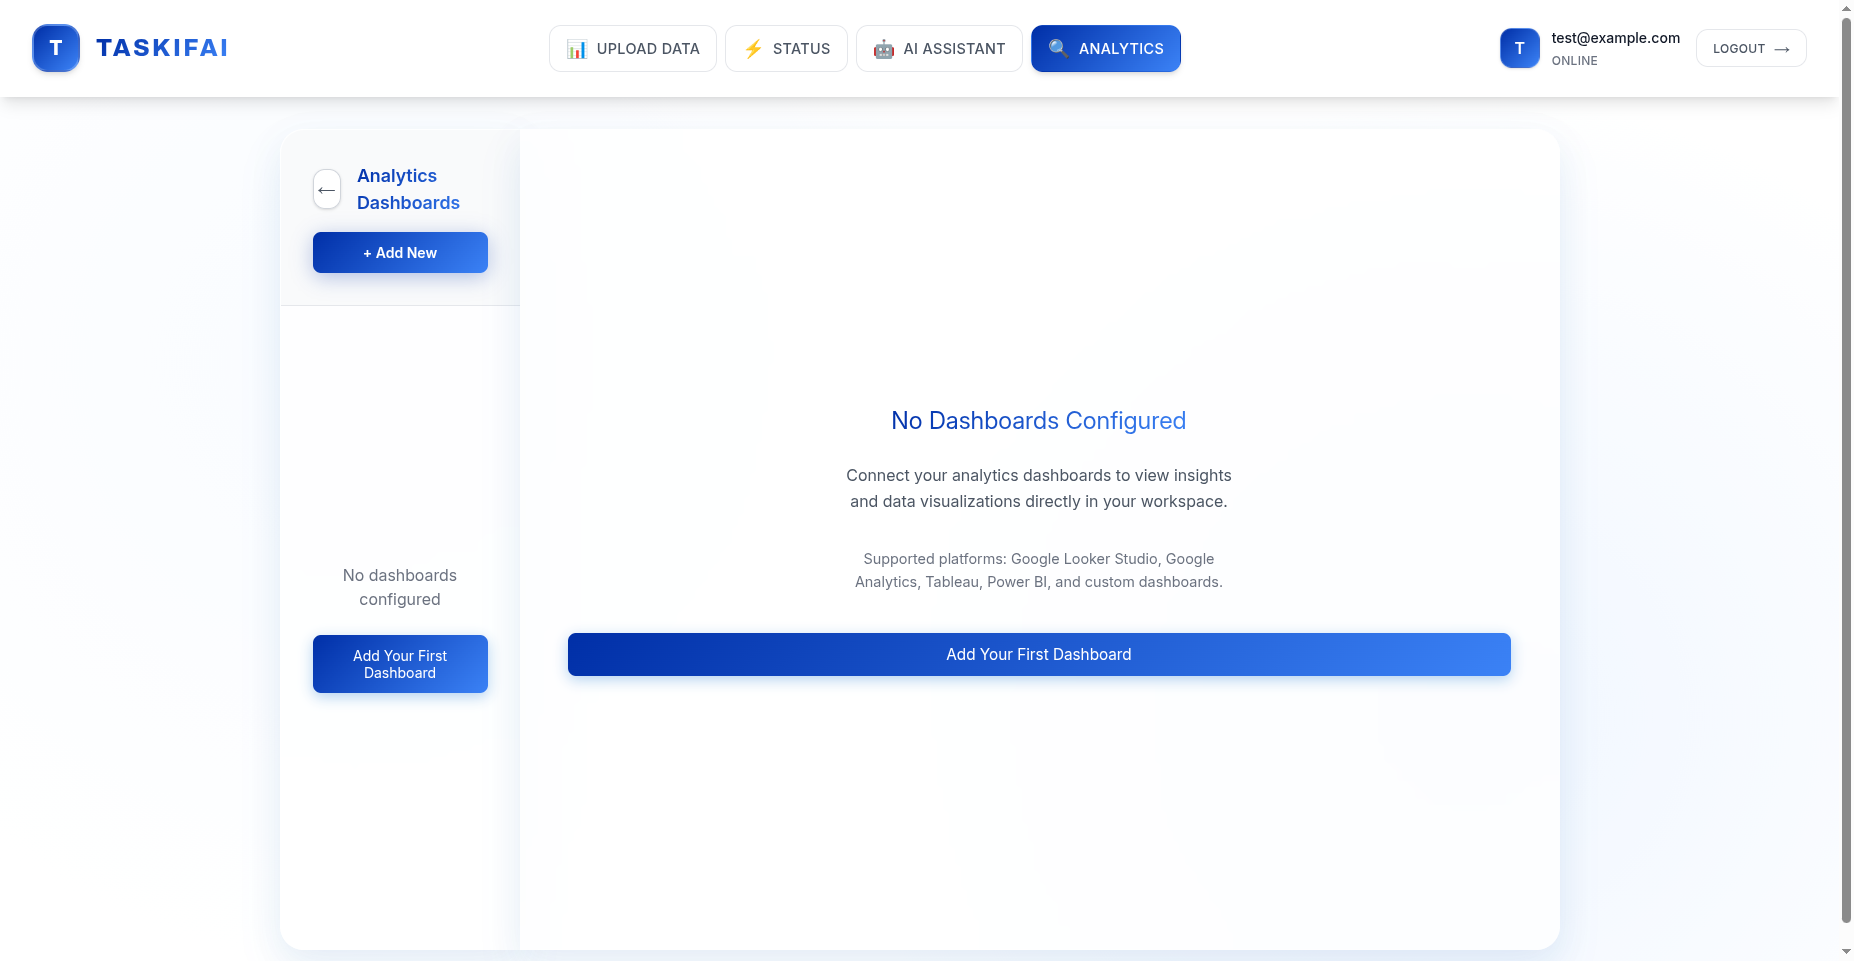 T
TASKIFAI
UPLOAD DATA
STATUS
AI ASSISTANT
ANALYTICS
T
test@example.com
ONLINE
LOGOUT →
←
Analytics
Dashboards
+ Add New
No dashboards
configured
Add Your First
Dashboard
No Dashboards Configured
Connect your analytics dashboards to view insights
and data visualizations directly in your workspace.
Supported platforms: Google Looker Studio, Google
Analytics, Tableau, Power BI, and custom dashboards.
Add Your First Dashboard